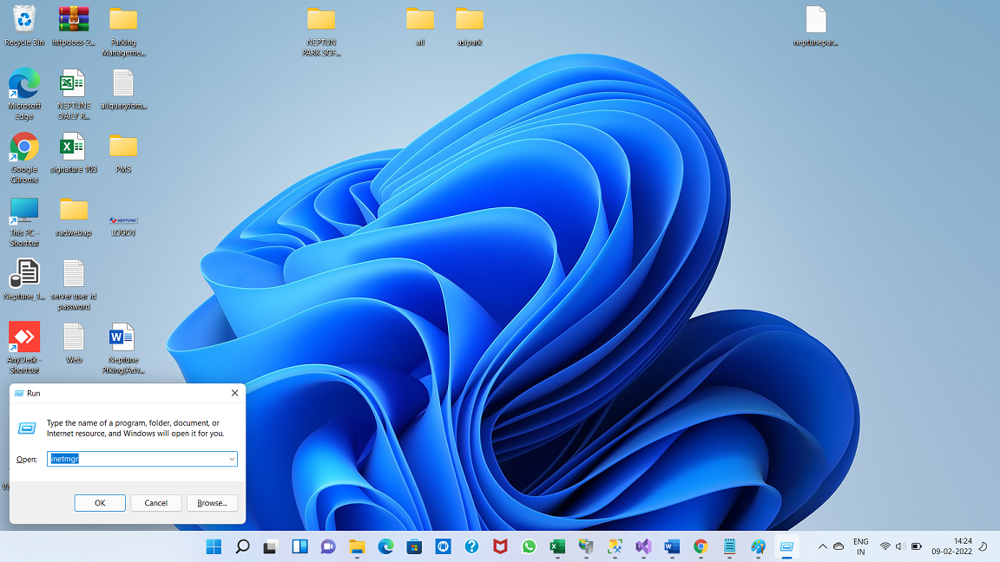 Recycle Bin
httpdocs-2...
Parking
Manageme...
NEPTUN
PARK SOF...
all
asipark
neptunepar...
Microsoft
Edge
NEPTUNE
DAILY R...
allqueryforn...
Google
Chrome
signature 103
PMS
This PC -
Shortcut
radwebap
NEPTUNE
LOGO1
Neptune_1...
server user id
password
AnyDesk -
Shortcut
Web
Neptune
Prking(Adv...
Run
Type the name of a program, folder, document, or
Internet resource, and Windows will open it for you.
Open:
inetmgr
OK
Cancel
Browse...
ENG
IN
14:24
09-02-2022